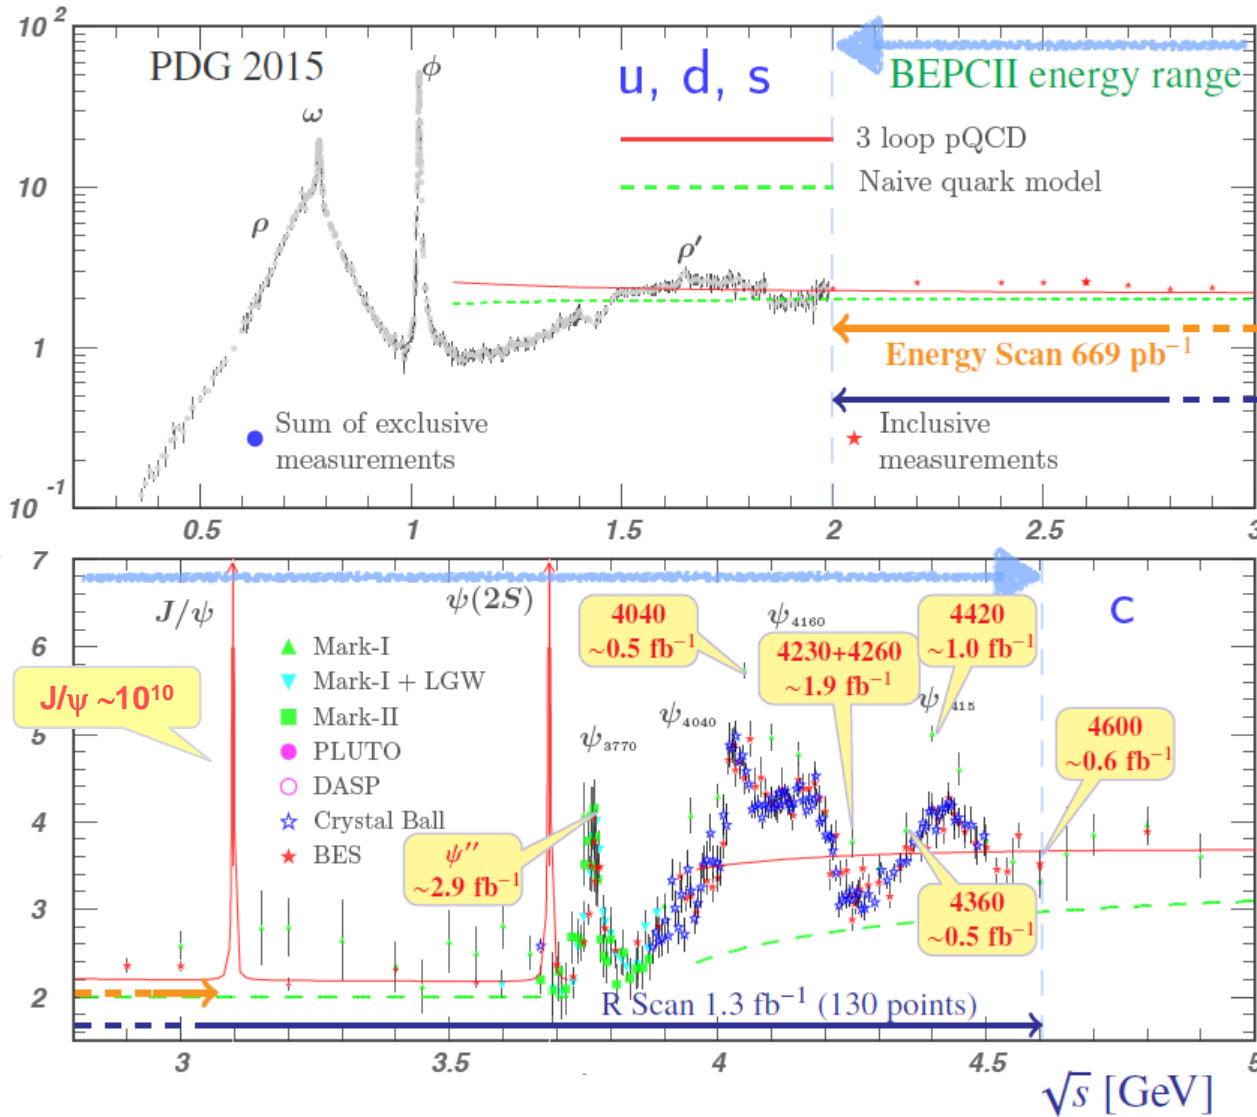 10 2
PDG 2015
ϕ
u, d, s
BEPCII energy range
ω
3 loop pQCD
10
Naive quark model
ρ
ρ′
1
Energy Scan 669 pb−1
Sum of exclusive
measurements
Inclusive
measurements
10 -1
0.5 1 1.5 2 2.5 3
7
J/ψ
ψ(2S)
4040
~0.5 fb−1
ψ4160
4420
~1.0 fb−1
c
6
Mark-I
4230+4260
~1.9 fb−1
J/ψ ~10^10
Mark-I + LGW
Mark-II
ψ4040
4600
~0.6 fb−1
5
ψ3770
PLUTO
DASP
4
Crystal Ball
BES
ψ′′
~2.9 fb−1
4360
~0.5 fb−1
3
2
R Scan 1.3 fb−1 (130 points)
3 3.5 4 4.5 5
√s [GeV]